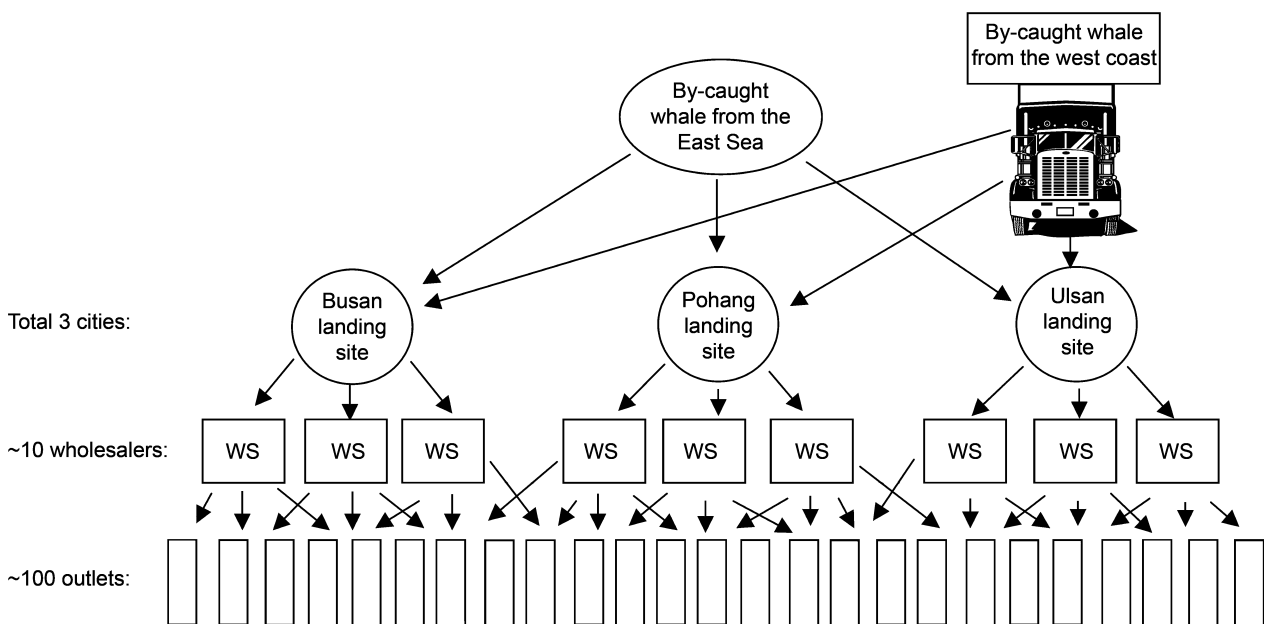 By-caught whale
from the west coast
By-caught
whale from the
East Sea
Total 3 cities:
Busan
landing
site
Pohang
landing
site
Ulsan
landing
site
~10 wholesalers:
WS
WS
WS
WS
WS
WS
WS
WS
WS
~100 outlets: